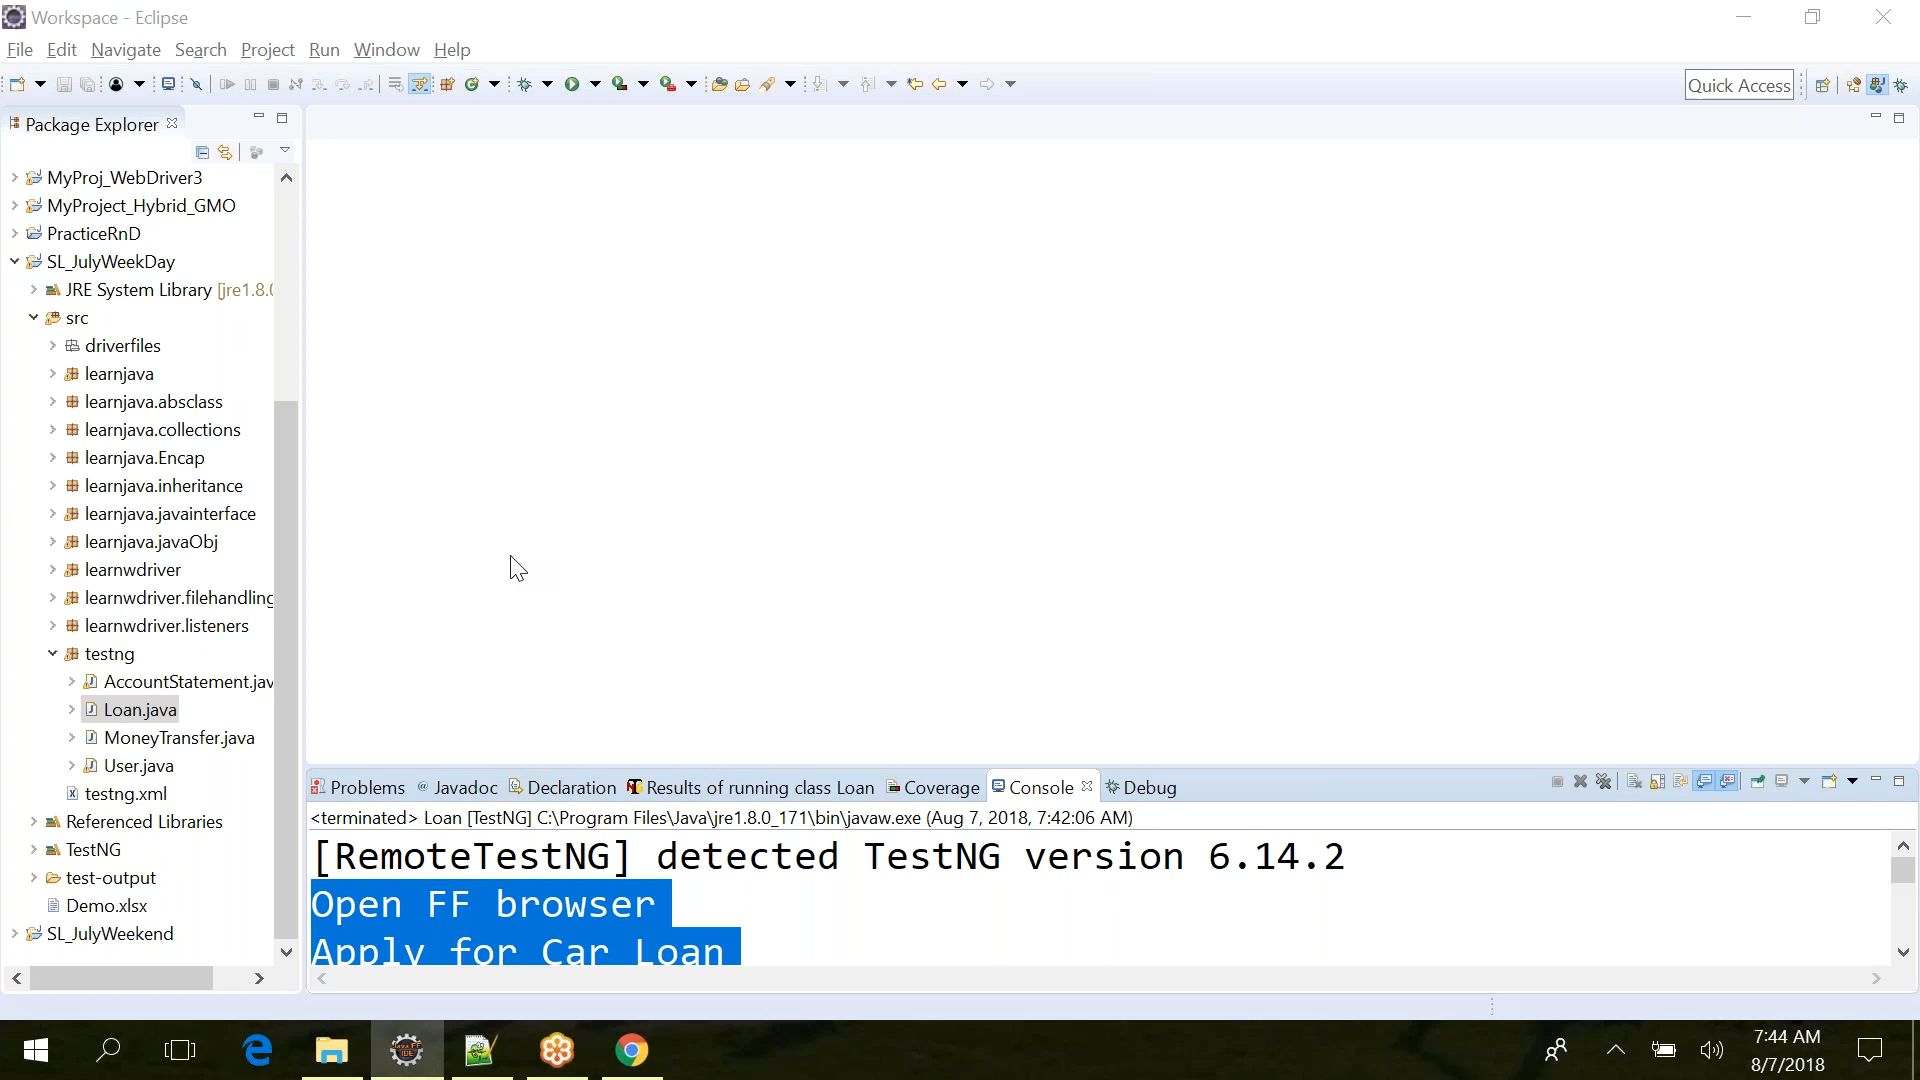 Workspace - Eclipse
File Edit Navigate Search Project Run Window Help
Quick Access
Package Explorer
MyProj_WebDriver3
MyProject_Hybrid_GMO
PracticeRnD
SL_JulyWeekDay
JRE System Library [jre1.8.0
src
driverfiles
learnjava
learnjava.absclass
learnjava.collections
learnjava.Encap
learnjava.inheritance
learnjava.javainterface
learnjava.javaObj
learnwdriver
learnwdriver.filehandling
learnwdriver.listeners
testng
AccountStatement.jav
Loan.java
MoneyTransfer.java
User.java
testng.xml
Referenced Libraries
TestNG
test-output
Demo.xlsx
SL_JulyWeekend
Problems @ Javadoc Declaration Results of running class Loan Coverage Console Debug
<terminated> Loan [TestNG] C:\Program Files\Java\jre1.8.0_171\bin\javaw.exe (Aug 7, 2018, 7:42:06 AM)
[RemoteTestNG] detected TestNG version 6.14.2
Open FF browser
Apply for Car Loan
Java EE
IDE
7:44 AM
8/7/2018